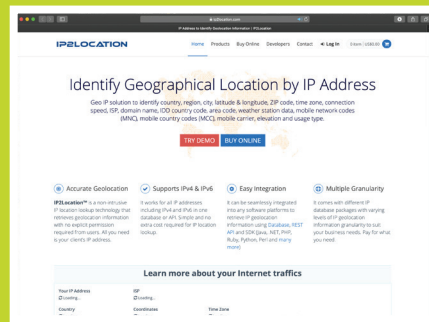 ip2location.com
IP Address to Identify Geolocation Information | IP2Location
IP2LOCATION
Home Products Buy Online Developers Contact Log In 0 item | US$0.00
Identify Geographical Location by IP Address
Geo IP solution to identify country, region, city, latitude & longitude, ZIP code, time zone, connection
speed, ISP, domain name, IDD country code, area code, weather station data, mobile network codes
(MNC), mobile country codes (MCC), mobile carrier, elevation and usage type.
TRY DEMO BUY ONLINE
Accurate Geolocation
IP2Location™ is a non-intrusive
IP location lookup technology that
retrieves geolocation information
with no explicit permission
required from users. All you need
is your client's IP address.
Supports IPv4 & IPv6
It works for all IP addresses
including IPv4 and IPv6 in one
database or API. Simple and no
extra cost required for IP location
lookup.
Easy Integration
It can be seamlessly integrated
into any software platforms to
retrieve IP geolocation
information using Database, REST
API and SDK (Java, .NET, PHP,
Ruby, Python, Perl and many
more)
Multiple Granularity
It comes with different IP
database packages with varying
levels of IP geolocation
information granularity to suit
your business needs. Pay for what
you need.
Learn more about your Internet traffics
Your IP Address ISP
Loading... Loading...
Country Coordinates Time Zone